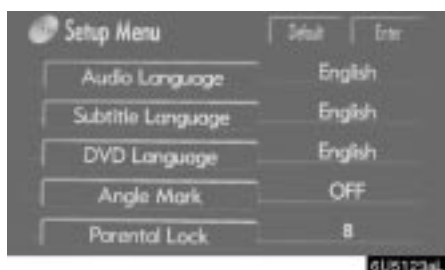 Setup Menu Default Enter
Audio Language English
Subtitle Language English
DVD Language English
Angle Mark OFF
Parental Lock 8